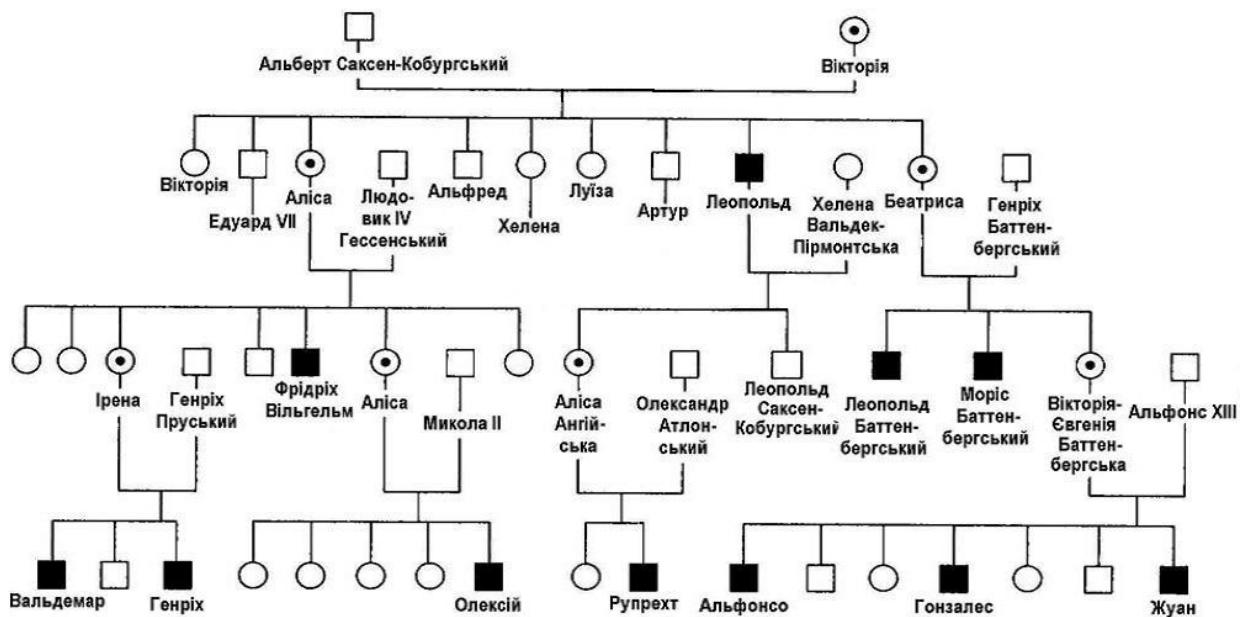 Альберт Саксен-Кобургський
Вікторія
Вікторія
Едуард VII
Аліса
Людо-
вик IV
Гессенський
Альфред
Хелена
Луїза
Артур
Леопольд
Хелена
Вальдек-
Пірмонтська
Беатриса
Генріх
Баттен-
бергський
Ірена
Генріх
Пруський
Фрідріх
Вільгельм
Аліса
Микола II
Аліса
Ангій-
ська
Олександр
Атлон-
ський
Леопольд
Саксен-
Кобургський
Леопольд
Баттен-
бергський
Моріс
Баттен-
бергський
Вікторія-
Євгенія
Баттен-
бергська
Альфонс XIII
Вальдемар
Генріх
Олексій
Рупрехт
Альфонсо
Гонзалес
Жуан